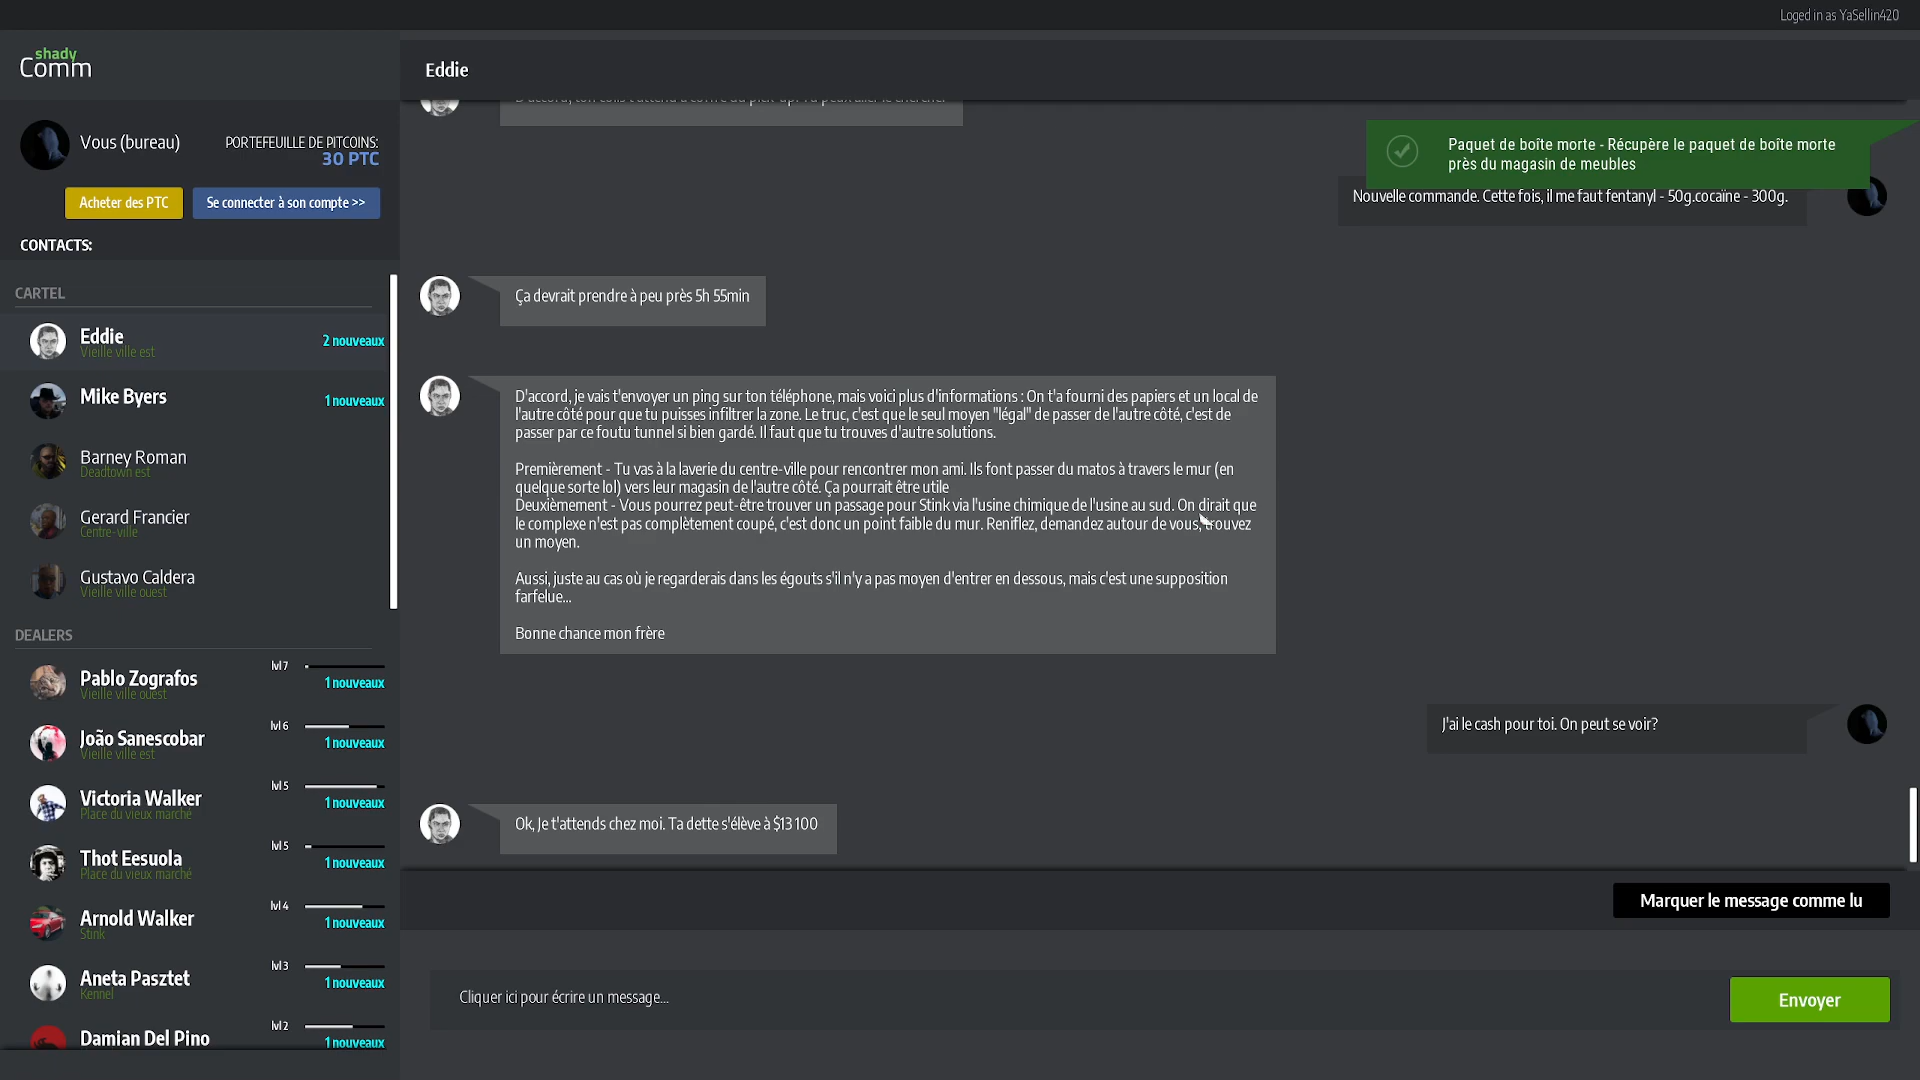 Loged in as YaSellin420
shady
Comm
Eddie
Vous (bureau)
PORTEFEUILLE DE PITCOINS:
30 PTC
Acheter des PTC
Se connecter à son compte >>
CONTACTS:
CARTEL
Eddie
Vieille ville est
2 nouveaux
Mike Byers
1 nouveaux
Barney Roman
Deadtown est
Gerard Francier
Centre-ville
Gustavo Caldera
Vieille ville ouest
DEALERS
Pablo Zografos
Vieille ville ouest
lvl 7
1 nouveaux
João Sanescobar
Vieille ville est
lvl 6
1 nouveaux
Victoria Walker
Place du vieux marché
lvl 5
1 nouveaux
Thot Eesuola
Place du vieux marché
lvl 5
1 nouveaux
Arnold Walker
Stink
lvl 4
1 nouveaux
Aneta Pasztet
Kennel
lvl 3
1 nouveaux
Damian Del Pino
lvl 2
1 nouveaux
Paquet de boîte morte - Récupère le paquet de boîte morte
près du magasin de meubles
Nouvelle commande. Cette fois, il me faut fentanyl - 50g.cocaïne - 300g.
Ça devrait prendre à peu près 5h 55min
D'accord, je vais t'envoyer un ping sur ton téléphone, mais voici plus d'informations : On t'a fourni des papiers et un local de
l'autre côté pour que tu puisses infiltrer la zone. Le truc, c'est que le seul moyen "légal" de passer de l'autre côté, c'est de
passer par ce foutu tunnel si bien gardé. Il faut que tu trouves d'autre solutions.
Premièrement - Tu vas à la laverie du centre-ville pour rencontrer mon ami. Ils font passer du matos à travers le mur (en
quelque sorte lol) vers leur magasin de l'autre côté. Ça pourrait être utile
Deuxièmement - Vous pourrez peut-être trouver un passage pour Stink via l'usine chimique de l'usine au sud. On dirait que
le complexe n'est pas complètement coupé, c'est donc un point faible du mur. Reniflez, demandez autour de vous, trouvez
un moyen.
Aussi, juste au cas où je regarderais dans les égouts s'il n'y a pas moyen d'entrer en dessous, mais c'est une supposition
farfelue...
Bonne chance mon frère
J'ai le cash pour toi. On peut se voir?
Ok, Je t'attends chez moi. Ta dette s'élève à $13 100
Marquer le message comme lu
Cliquer ici pour écrire un message...
Envoyer